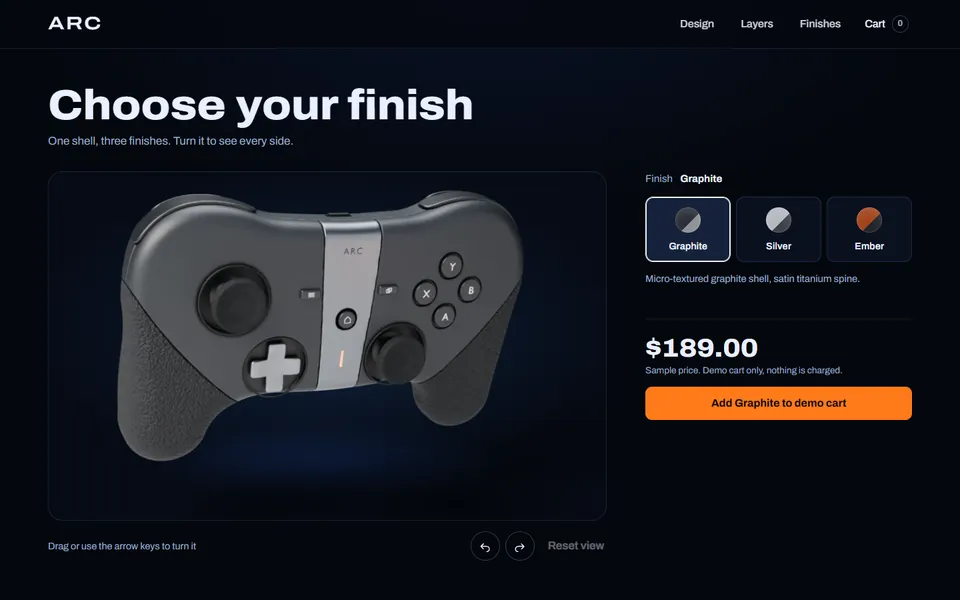 ARC
Design
Layers
Finishes
Cart 0
Choose your finish
One shell, three finishes. Turn it to see every side.
Finish Graphite
Graphite
Silver
Ember
Micro-textured graphite shell, satin titanium spine.
ARC
Y
X
B
A
$189.00
Sample price. Demo cart only, nothing is charged.
Add Graphite to demo cart
Drag or use the arrow keys to turn it
Reset view